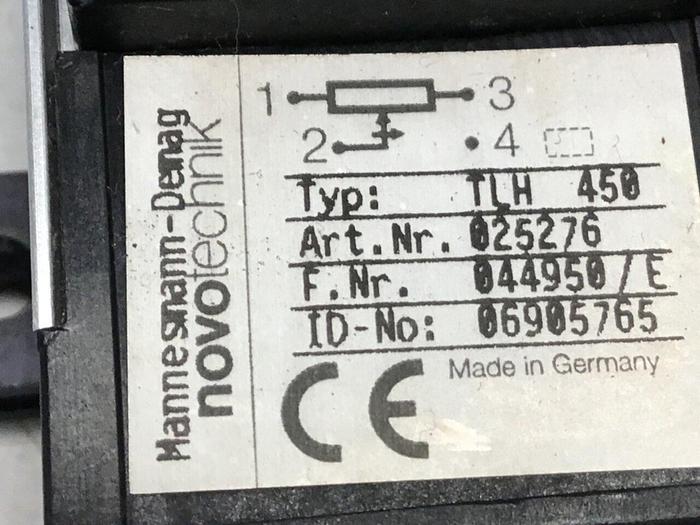 Mannesmann-Demag
novotechnik
1 3
2 4
Typ: TLH 450
Art.Nr. 025276
F.Nr. 044950/E
ID-No: 06905765
CE Made in Germany